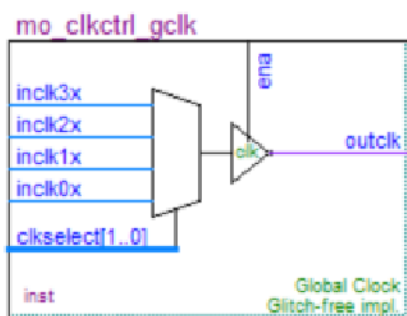 mo_clkctrl_gclk
ena
inclk3x
inclk2x
inclk1x
inclk0x
clk
outclk
clkselect[1..0]
inst
Global Clock
Glitch-free impl.